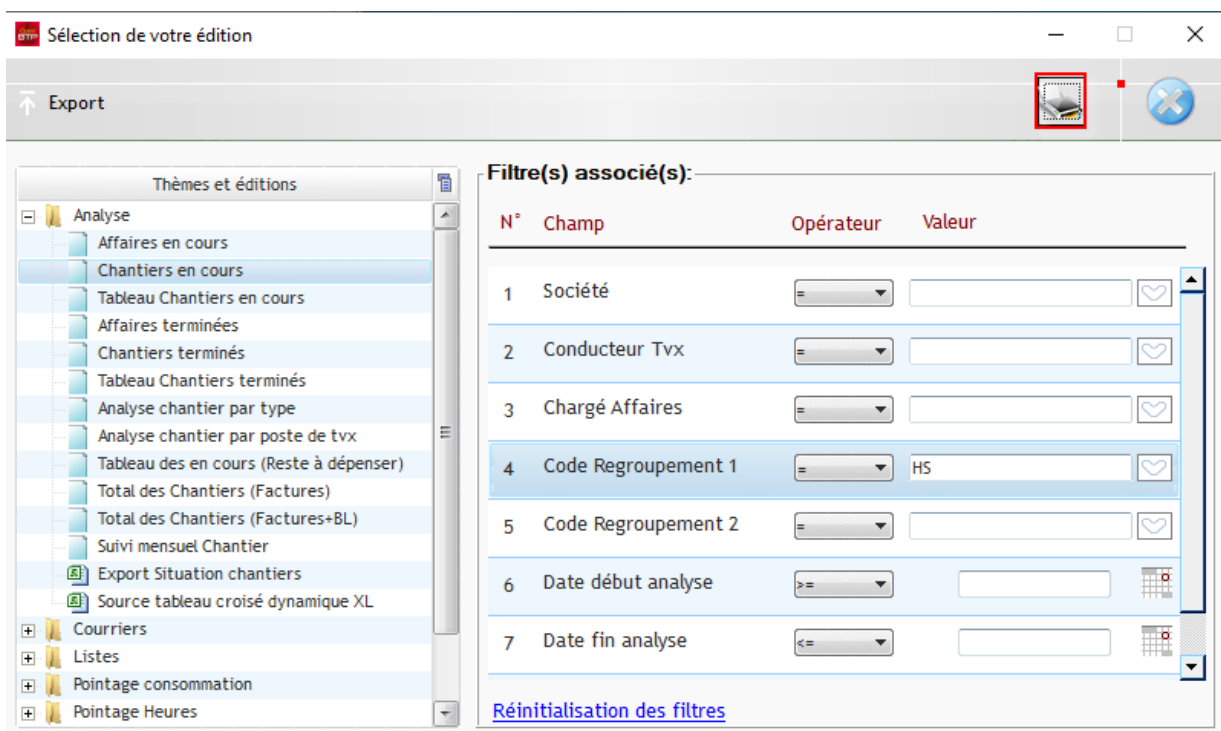 Sélection de votre édition
Export
Thèmes et éditions
Analyse
Affaires en cours
Chantiers en cours
Tableau Chantiers en cours
Affaires terminées
Chantiers terminés
Tableau Chantiers terminés
Analyse chantier par type
Analyse chantier par poste de tvx
Tableau des en cours (Reste à dépenser)
Total des Chantiers (Factures)
Total des Chantiers (Factures+BL)
Suivi mensuel Chantier
Export Situation chantiers
Source tableau croisé dynamique XL
Courriers
Listes
Pointage consommation
Pointage Heures
Filtre(s) associé(s):
N° Champ Opérateur Valeur
1 Société =
2 Conducteur Tvx =
3 Chargé Affaires =
4 Code Regroupement 1 = HS
5 Code Regroupement 2 =
6 Date début analyse >=
7 Date fin analyse <=
Réinitialisation des filtres